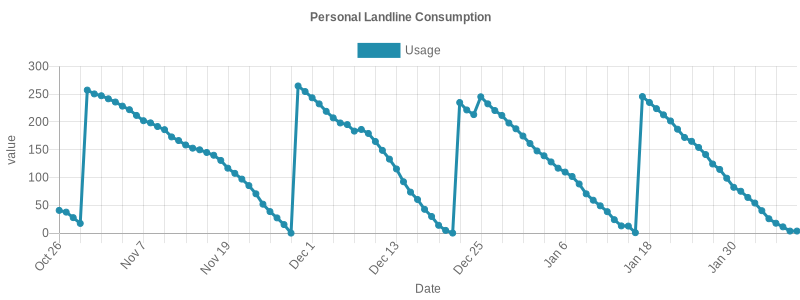 Personal Landline Consumption
Usage
300
250
200
150
100
50
0
value
Oct 26
Nov 7
Nov 19
Dec 1
Dec 13
Dec 25
Jan 6
Jan 18
Jan 30
Date